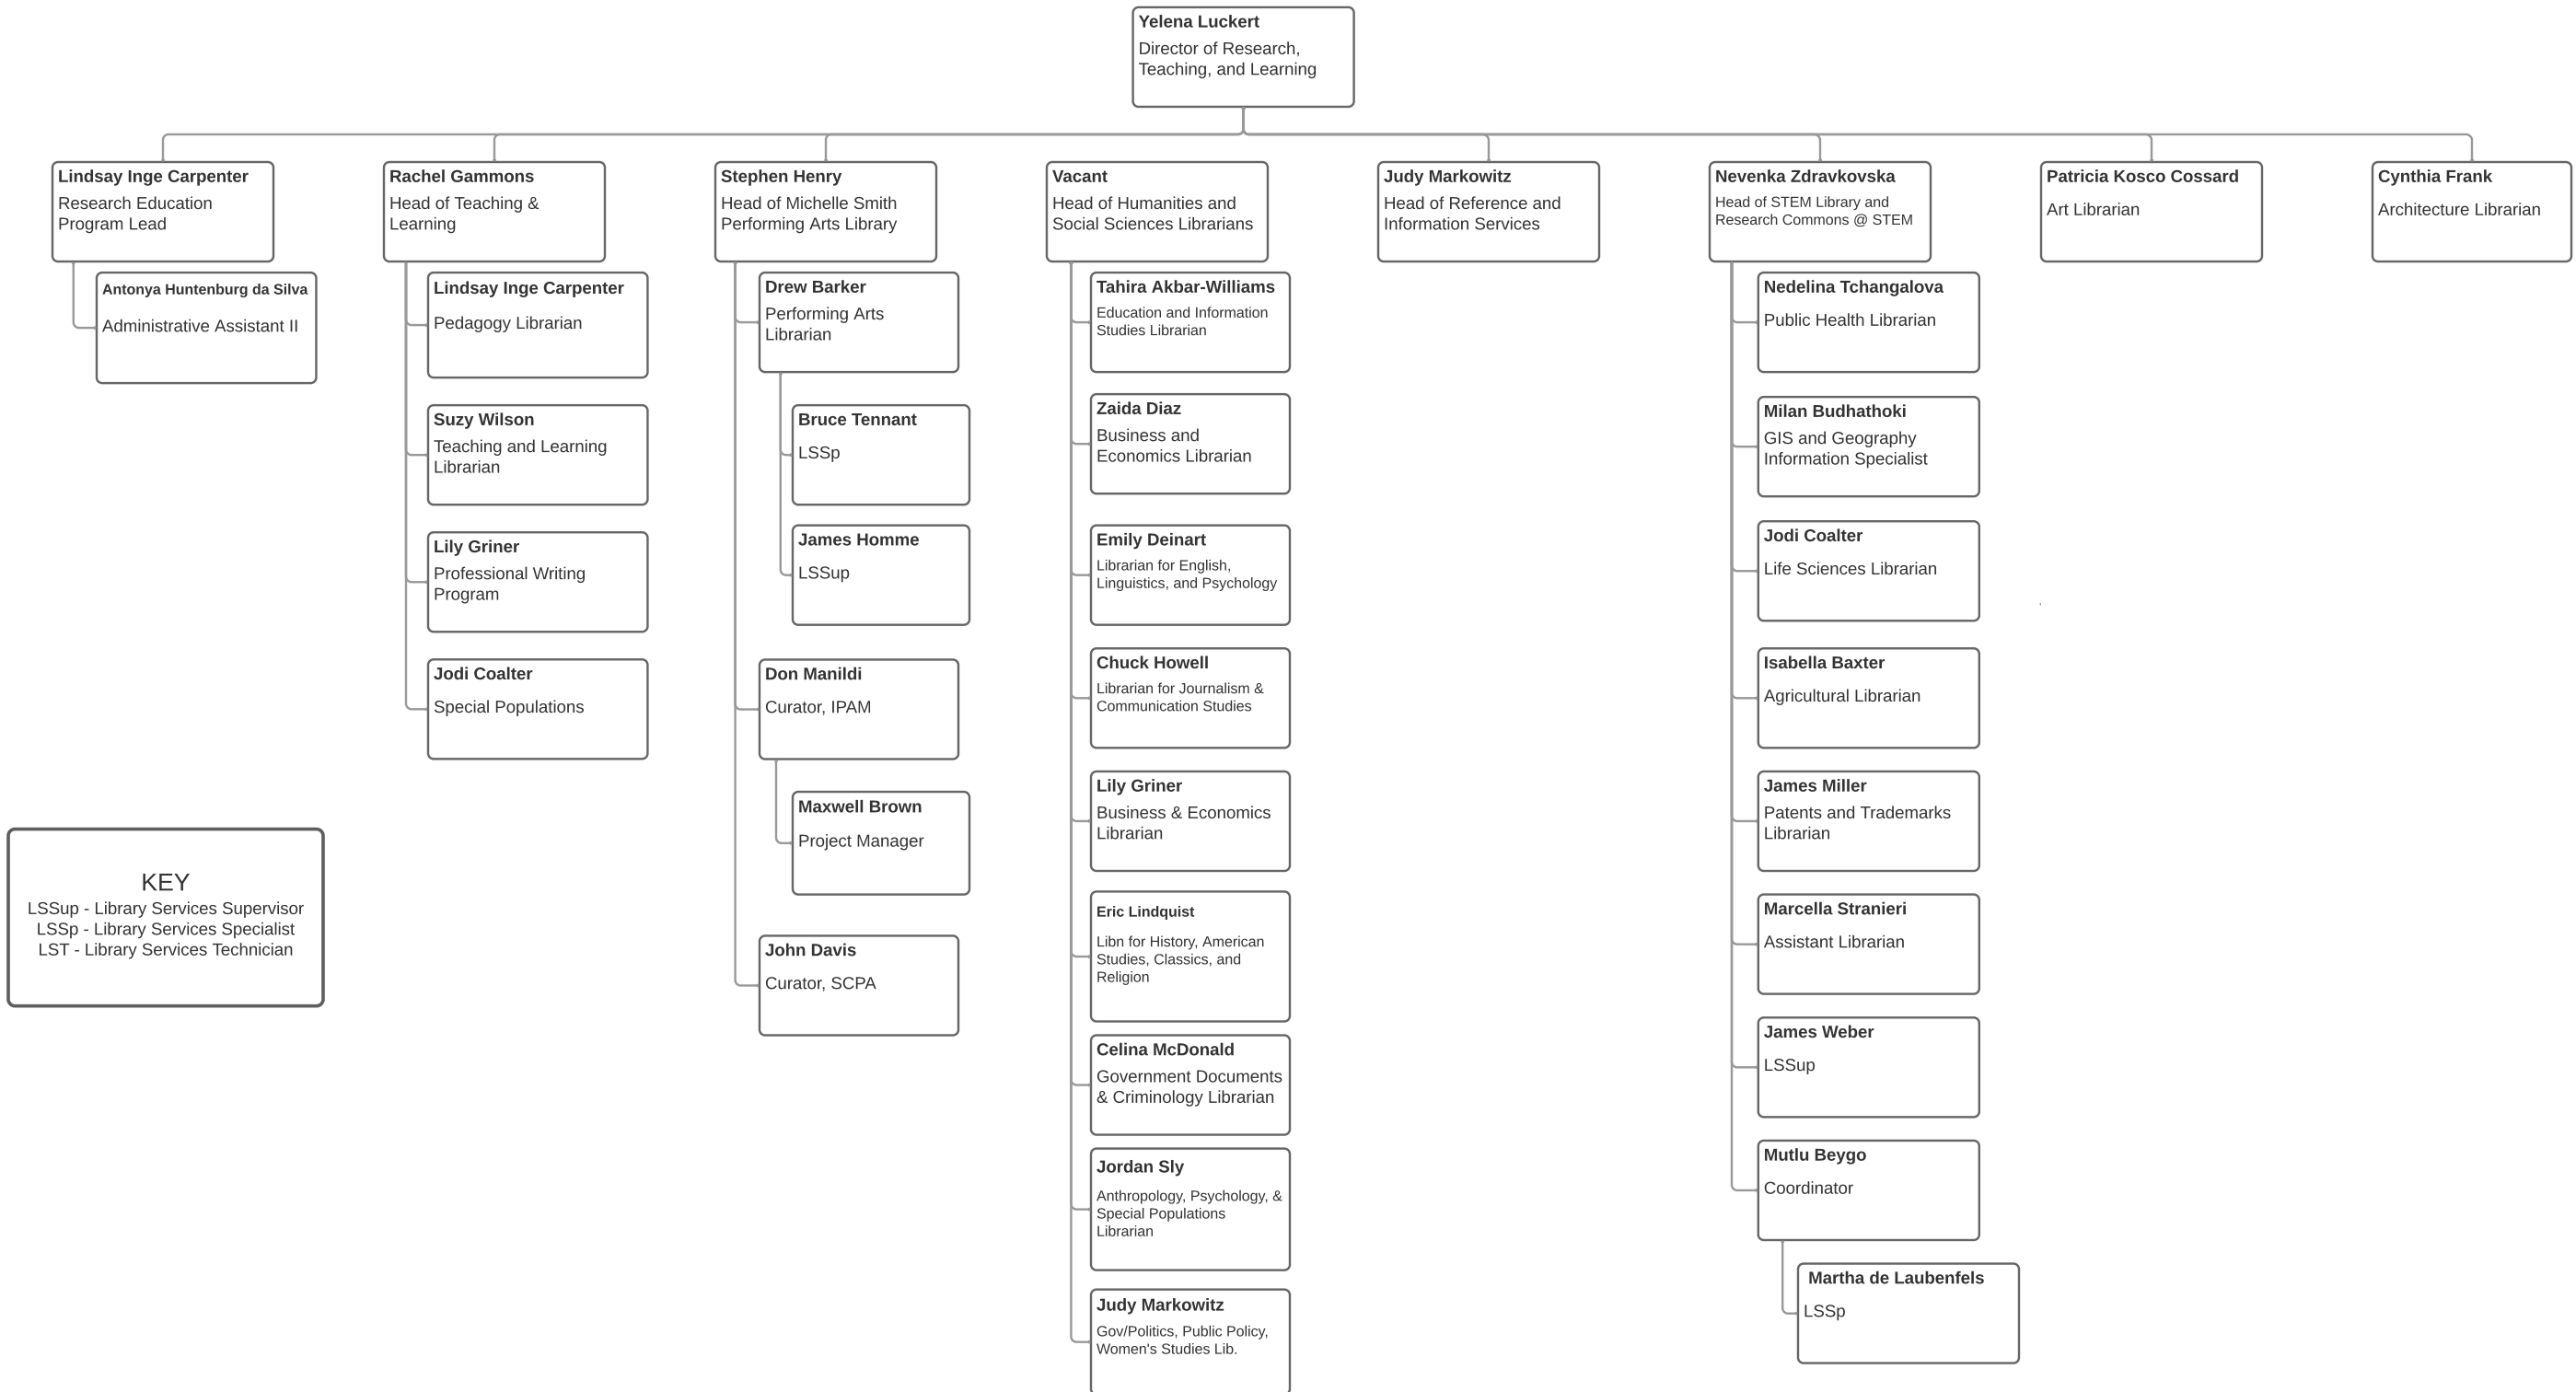 Yelena Luckert
Director of Research,
Teaching, and Learning
Lindsay Inge Carpenter
Research Education
Program Lead
Antonya Huntenburg da Silva
Administrative Assistant II
Rachel Gammons
Head of Teaching &
Learning
Lindsay Inge Carpenter
Pedagogy Librarian
Suzy Wilson
Teaching and Learning
Librarian
Lily Griner
Professional Writing
Program
Jodi Coalter
Special Populations
Stephen Henry
Head of Michelle Smith
Performing Arts Library
Drew Barker
Performing Arts
Librarian
Bruce Tennant
LSSp
James Homme
LSSup
Don Manildi
Curator, IPAM
Maxwell Brown
Project Manager
John Davis
Curator, SCPA
Vacant
Head of Humanities and
Social Sciences Librarians
Tahira Akbar-Williams
Education and Information
Studies Librarian
Zaida Diaz
Business and
Economics Librarian
Emily Deinart
Librarian for English,
Linguistics, and Psychology
Chuck Howell
Librarian for Journalism &
Communication Studies
Lily Griner
Business & Economics
Librarian
Eric Lindquist
Libn for History, American
Studies, Classics, and
Religion
Celina McDonald
Government Documents
& Criminology Librarian
Jordan Sly
Anthropology, Psychology, &
Special Populations
Librarian
Judy Markowitz
Gov/Politics, Public Policy,
Women's Studies Lib.
Judy Markowitz
Head of Reference and
Information Services
Nevenka Zdravkovska
Head of STEM Library and
Research Commons @ STEM
Nedelina Tchangalova
Public Health Librarian
Milan Budhathoki
GIS and Geography
Information Specialist
Jodi Coalter
Life Sciences Librarian
Isabella Baxter
Agricultural Librarian
James Miller
Patents and Trademarks
Librarian
Marcella Stranieri
Assistant Librarian
James Weber
LSSup
Mutlu Beygo
Coordinator
Martha de Laubenfels
LSSp
Patricia Kosco Cossard
Art Librarian
Cynthia Frank
Architecture Librarian
KEY
LSSup - Library Services Supervisor
LSSp - Library Services Specialist
LST - Library Services Technician